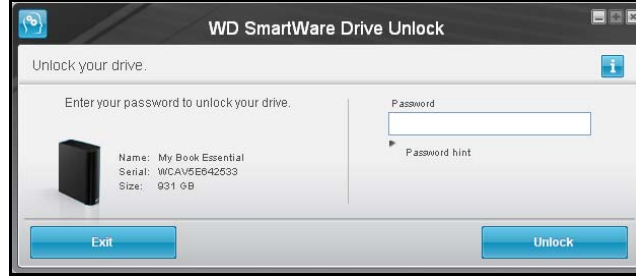 WD SmartWare Drive Unlock
Unlock your drive.
Enter your password to unlock your drive.
Name: My Book Essential
Serial: WCAV5E642533
Size: 931 GB
Password
Password hint
Exit
Unlock